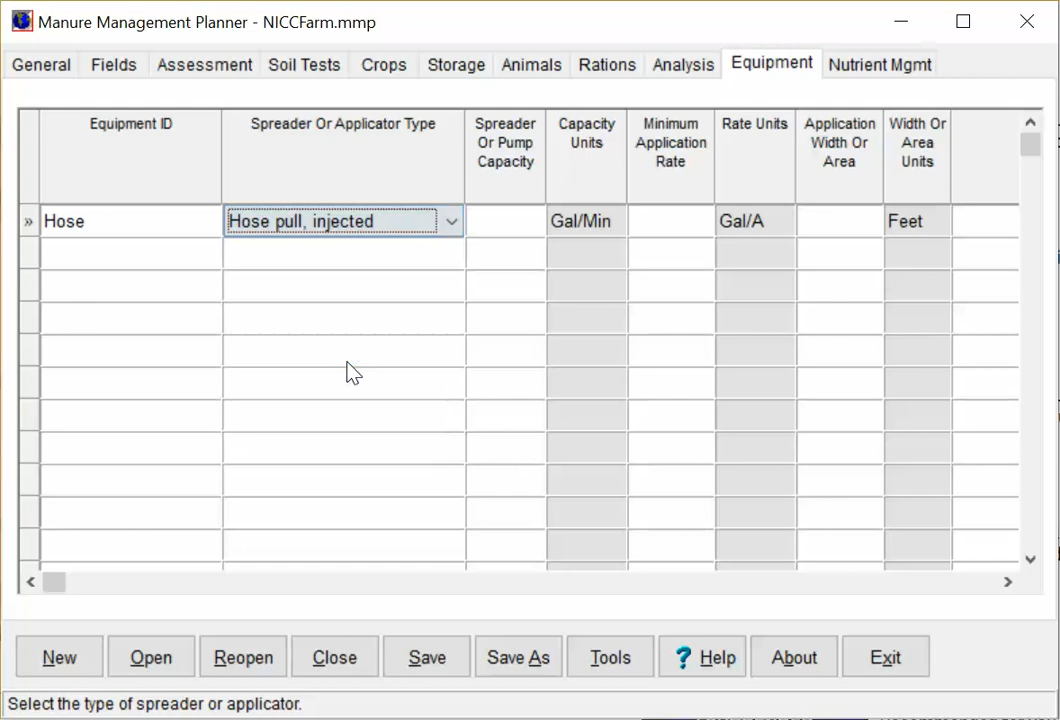 Manure Management Planner - NICCFarm.mmp
General Fields Assessment Soil Tests Crops Storage Animals Rations Analysis Equipment Nutrient Mgmt
Equipment ID
Spreader Or Applicator Type
Spreader
Or Pump
Capacity
Capacity
Units
Minimum
Application
Rate
Rate Units
Application
Width Or
Area
Width Or
Area
Units
» Hose Hose pull, injected Gal/Min Gal/A Feet
New Open Reopen Close Save Save As Tools ? Help About Exit
Select the type of spreader or applicator.